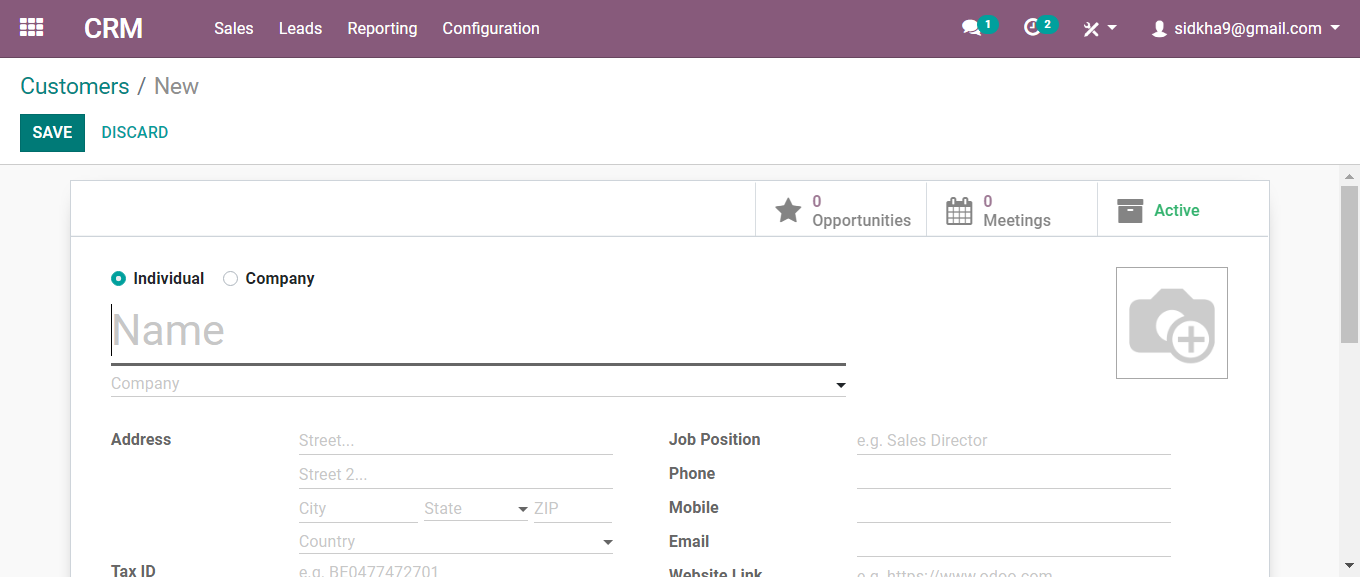 CRM Sales Leads Reporting Configuration 1 2 sidkha9@gmail.com
Customers / New
SAVE DISCARD
0 Opportunities 0 Meetings Active
Individual Company
Name
Company
Address Street... Job Position e.g. Sales Director
Street 2... Phone
City State ZIP Mobile
Country Email
Tax ID e.g. BE0477472701 Website Link e.g. https://www.odoo.com